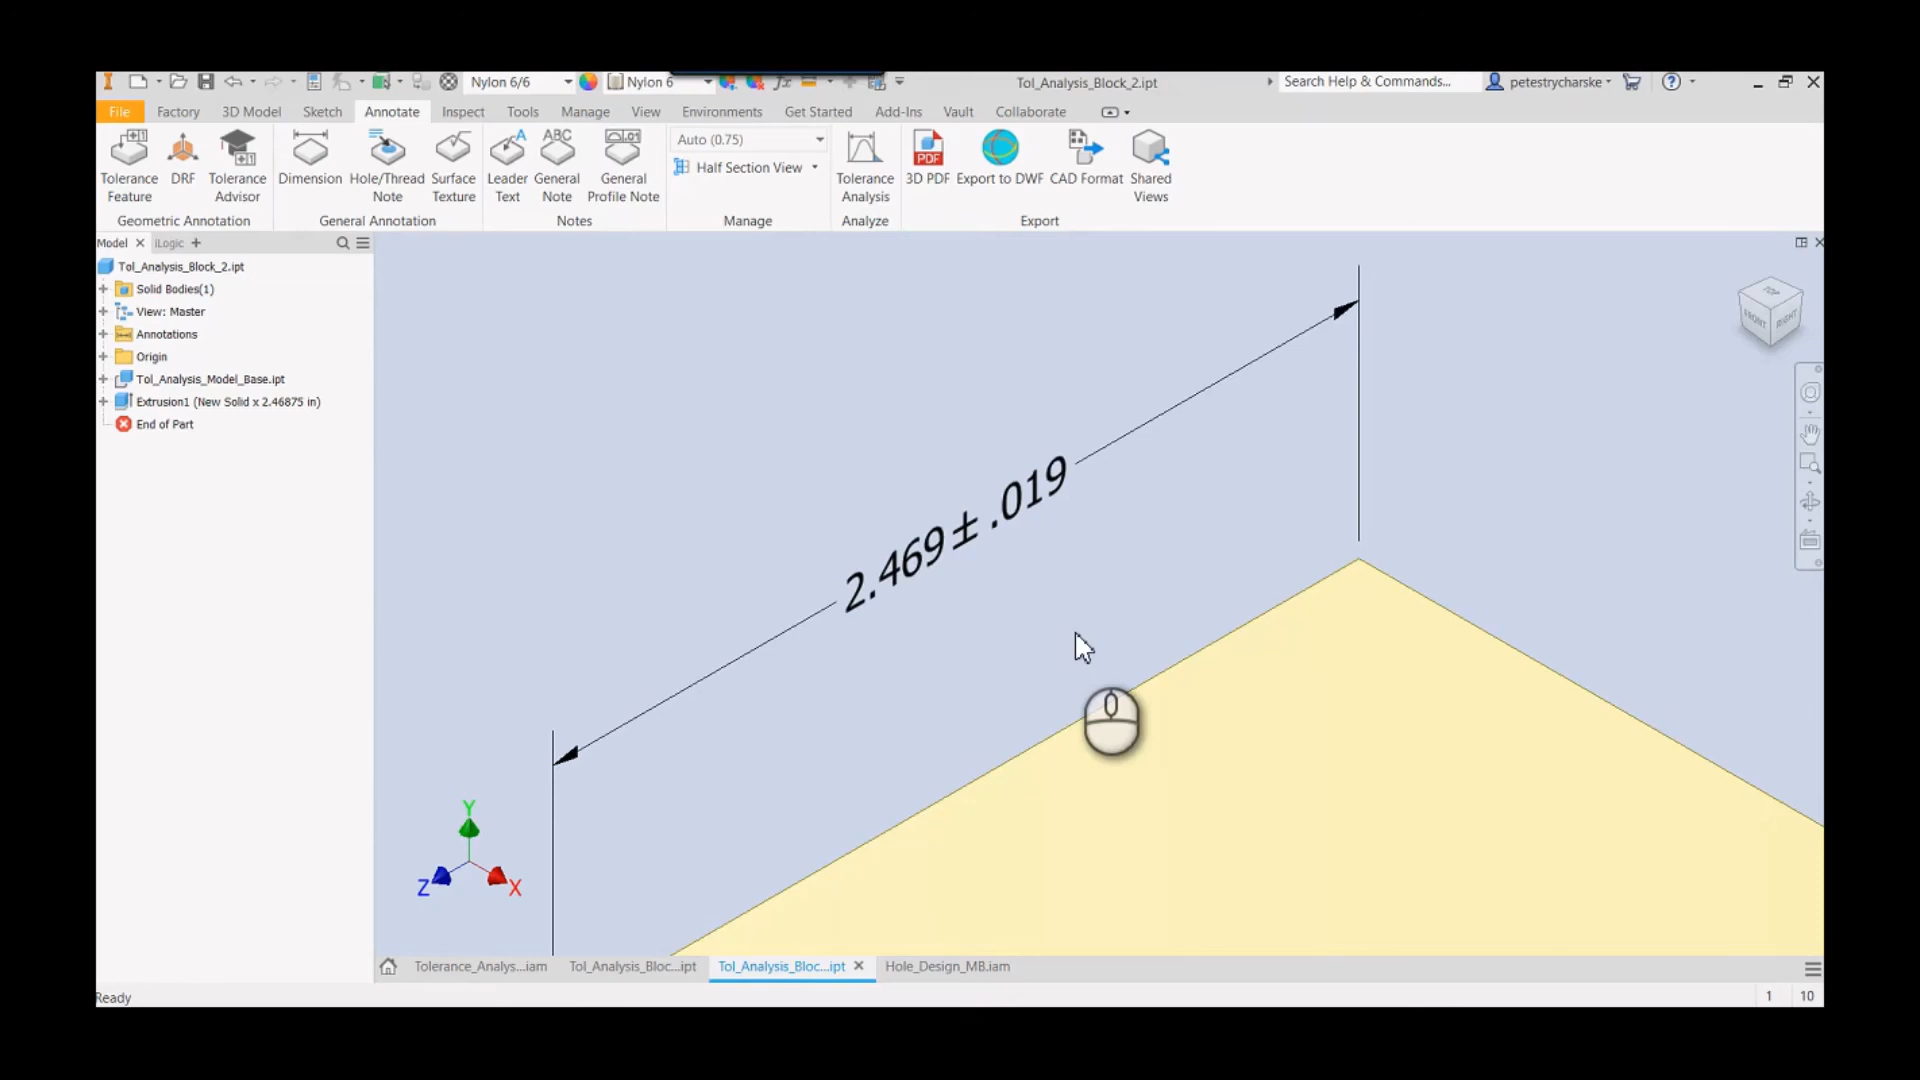 Nylon 6/6
Nylon 6
fx
Tol_Analysis_Block_2.ipt
Search Help & Commands...
petestrycharske
File
Factory
3D Model
Sketch
Annotate
Inspect
Tools
Manage
View
Environments
Get Started
Add-Ins
Vault
Collaborate
Tolerance Feature
DRF
Tolerance Advisor
Geometric Annotation
Dimension
Hole/Thread Note
Surface Texture
General Annotation
Leader Text
General Note
General Profile Note
Notes
Auto (0.75)
Half Section View
Manage
Tolerance Analysis
Analyze
3D PDF
Export to DWF
CAD Format
Shared Views
Export
Model
iLogic
Tol_Analysis_Block_2.ipt
Solid Bodies(1)
View: Master
Annotations
Origin
Tol_Analysis_Model_Base.ipt
Extrusion1 (New Solid x 2.46875 in)
End of Part
2.469±.019
TOP
FRONT
RIGHT
Y
Z
X
Tolerance_Analys...iam
Tol_Analysis_Bloc...ipt
Tol_Analysis_Bloc...ipt
Hole_Design_MB.iam
Ready
1
10